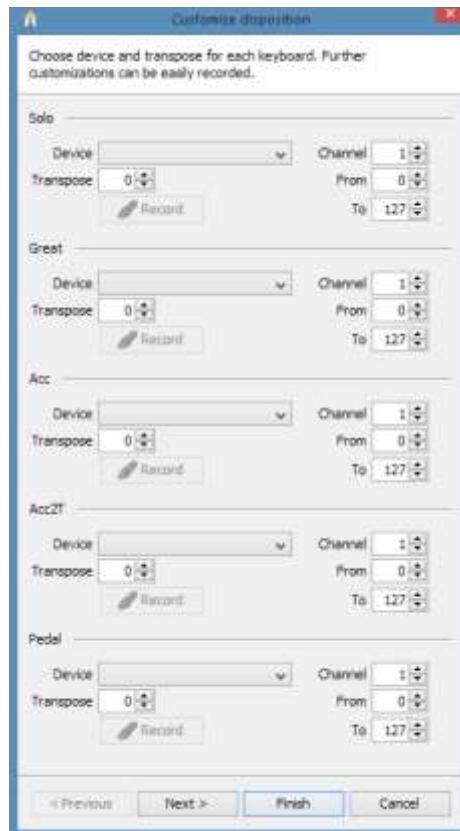 Customize disposition
Choose device and transpose for each keyboard. Further
customizations can be easily recorded.
Solo
Device Channel 1
Transpose 0 From 0
Record To 127
Great
Device Channel 1
Transpose 0 From 0
Record To 127
Acc
Device Channel 1
Transpose 0 From 0
Record To 127
Acc2T
Device Channel 1
Transpose 0 From 0
Record To 127
Pedal
Device Channel 1
Transpose 0 From 0
Record To 127
< Previous Next > Finish Cancel